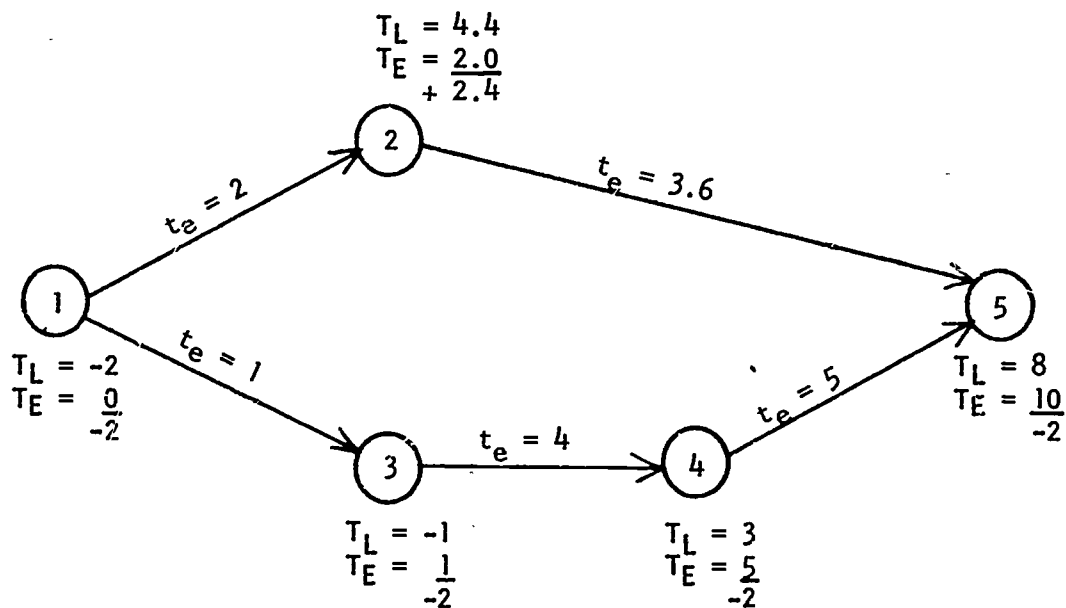 T_L = 4.4
T_E = 2.0
+ 2.4
2
t_e = 2
t_e = 3.6
1
5
T_L = -2
T_E = 0
-2
t_e = 1
T_L = 8
T_E = 10
-2
t_e = 5
3
t_e = 4
4
T_L = -1
T_E = 1
-2
T_L = 3
T_E = 5
-2